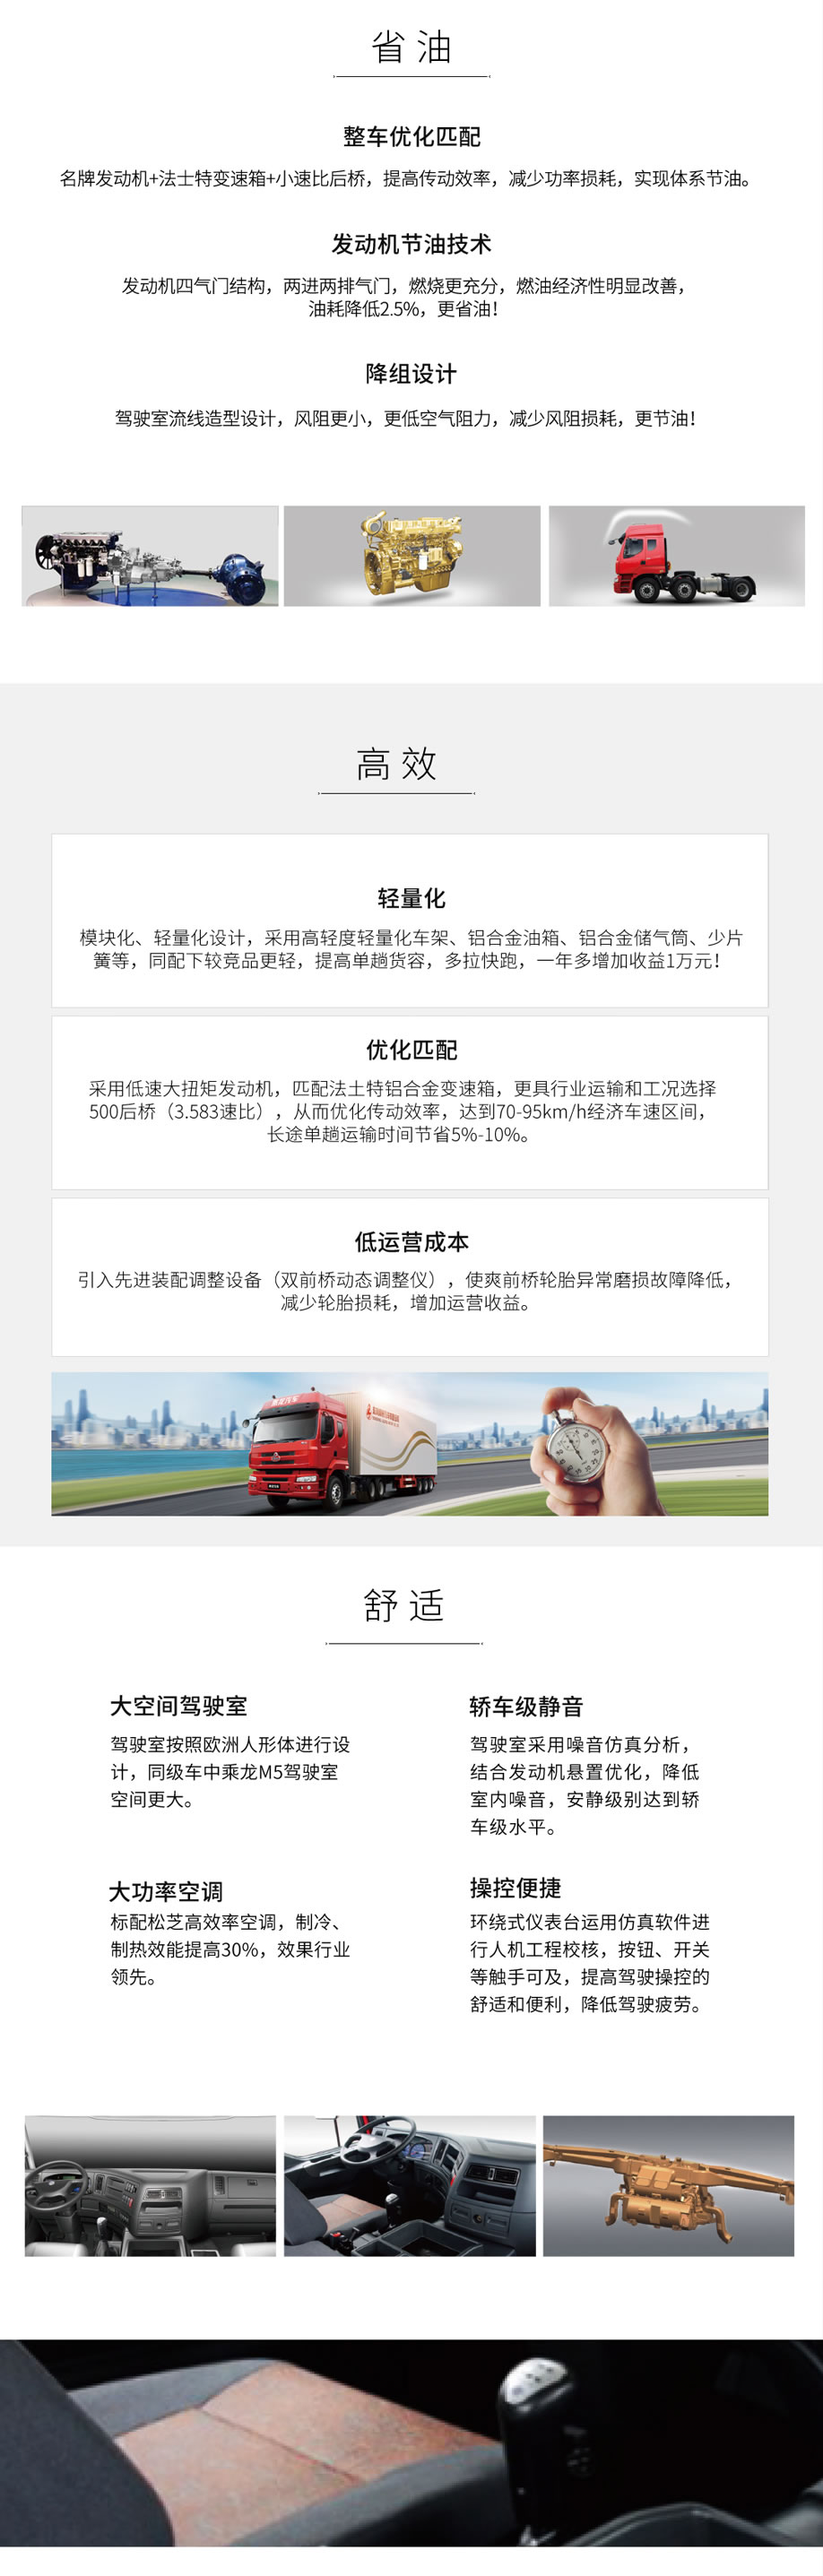 省油
整车优化匹配
名牌发动机+法士特变速箱+小速比后桥，提高传动效率，减少功率损耗，实现体系节油。
发动机节油技术
发动机四气门结构，两进两排气门，燃烧更充分，燃油经济性明显改善，
油耗降低2.5%，更省油！
降组设计
驾驶室流线造型设计，风阻更小，更低空气阻力，减少风阻损耗，更节油！
高效
轻量化
模块化、轻量化设计，采用高轻度轻量化车架、铝合金油箱、铝合金储气筒、少片
簧等，同配下较竞品更轻，提高单趟货容，多拉快跑，一年多增加收益1万元！
优化匹配
采用低速大扭矩发动机，匹配法士特铝合金变速箱，更具行业运输和工况选择
500后桥（3.583速比），从而优化传动效率，达到70-95km/h经济车速区间，
长途单趟运输时间节省5%-10%。
低运营成本
引入先进装配调整设备（双前桥动态调整仪），使爽前桥轮胎异常磨损故障降低，
减少轮胎损耗，增加运营收益。
舒适
大空间驾驶室
驾驶室按照欧洲人形体进行设
计，同级车中乘龙M5驾驶室
空间更大。
轿车级静音
驾驶室采用噪音仿真分析，
结合发动机悬置优化，降低
室内噪音，安静级别达到轿
车级水平。
大功率空调
标配松芝高效率空调，制冷、
制热效能提高30%，效果行业
领先。
操控便捷
环绕式仪表台运用仿真软件进
行人机工程校核，按钮、开关
等触手可及，提高驾驶操控的
舒适和便利，降低驾驶疲劳。